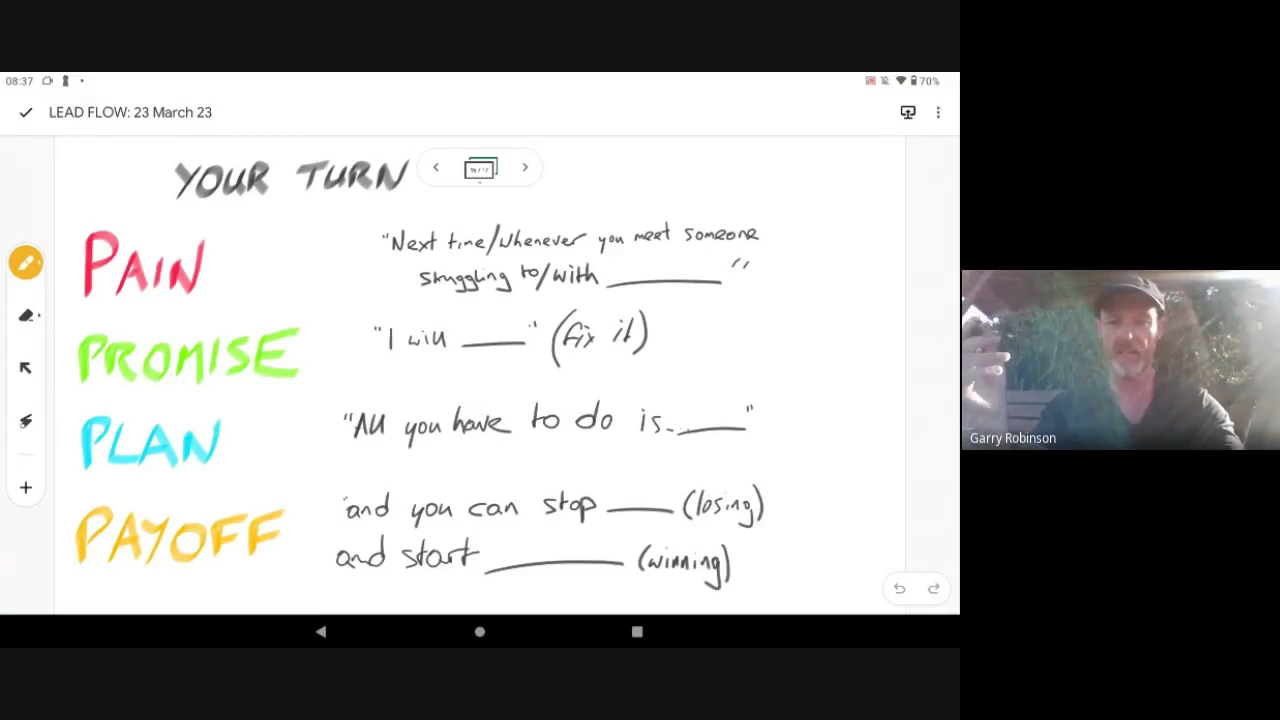 08:37
70%
LEAD FLOW: 23 March 23
YOUR TURN
PAIN
"Next time/whenever you meet someone
struggling to/with ______"
PROMISE
"I will ____" (fix it)
PLAN
"All you have to do is.. ____"
PAYOFF
and you can stop ____ (losing)
and start ______ (winning)
Garry Robinson